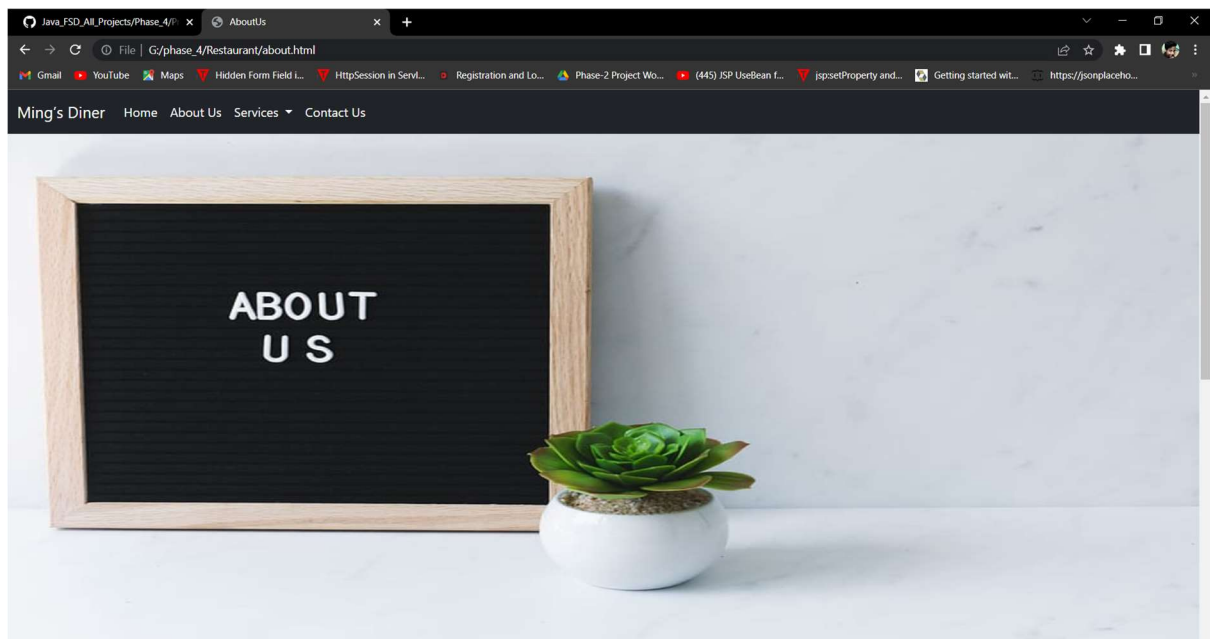 Java_FSD_All_Projects/Phase_4/P
AboutUs
File | G:/phase_4/Restaurant/about.html
Gmail YouTube Maps Hidden Form Field i... HttpSession in Servl... Registration and Lo... Phase-2 Project Wo... (445) JSP UseBean f... jsp:setProperty and... Getting started wit... https://jsonplaceho...
Ming's Diner Home About Us Services Contact Us
ABOUT
US